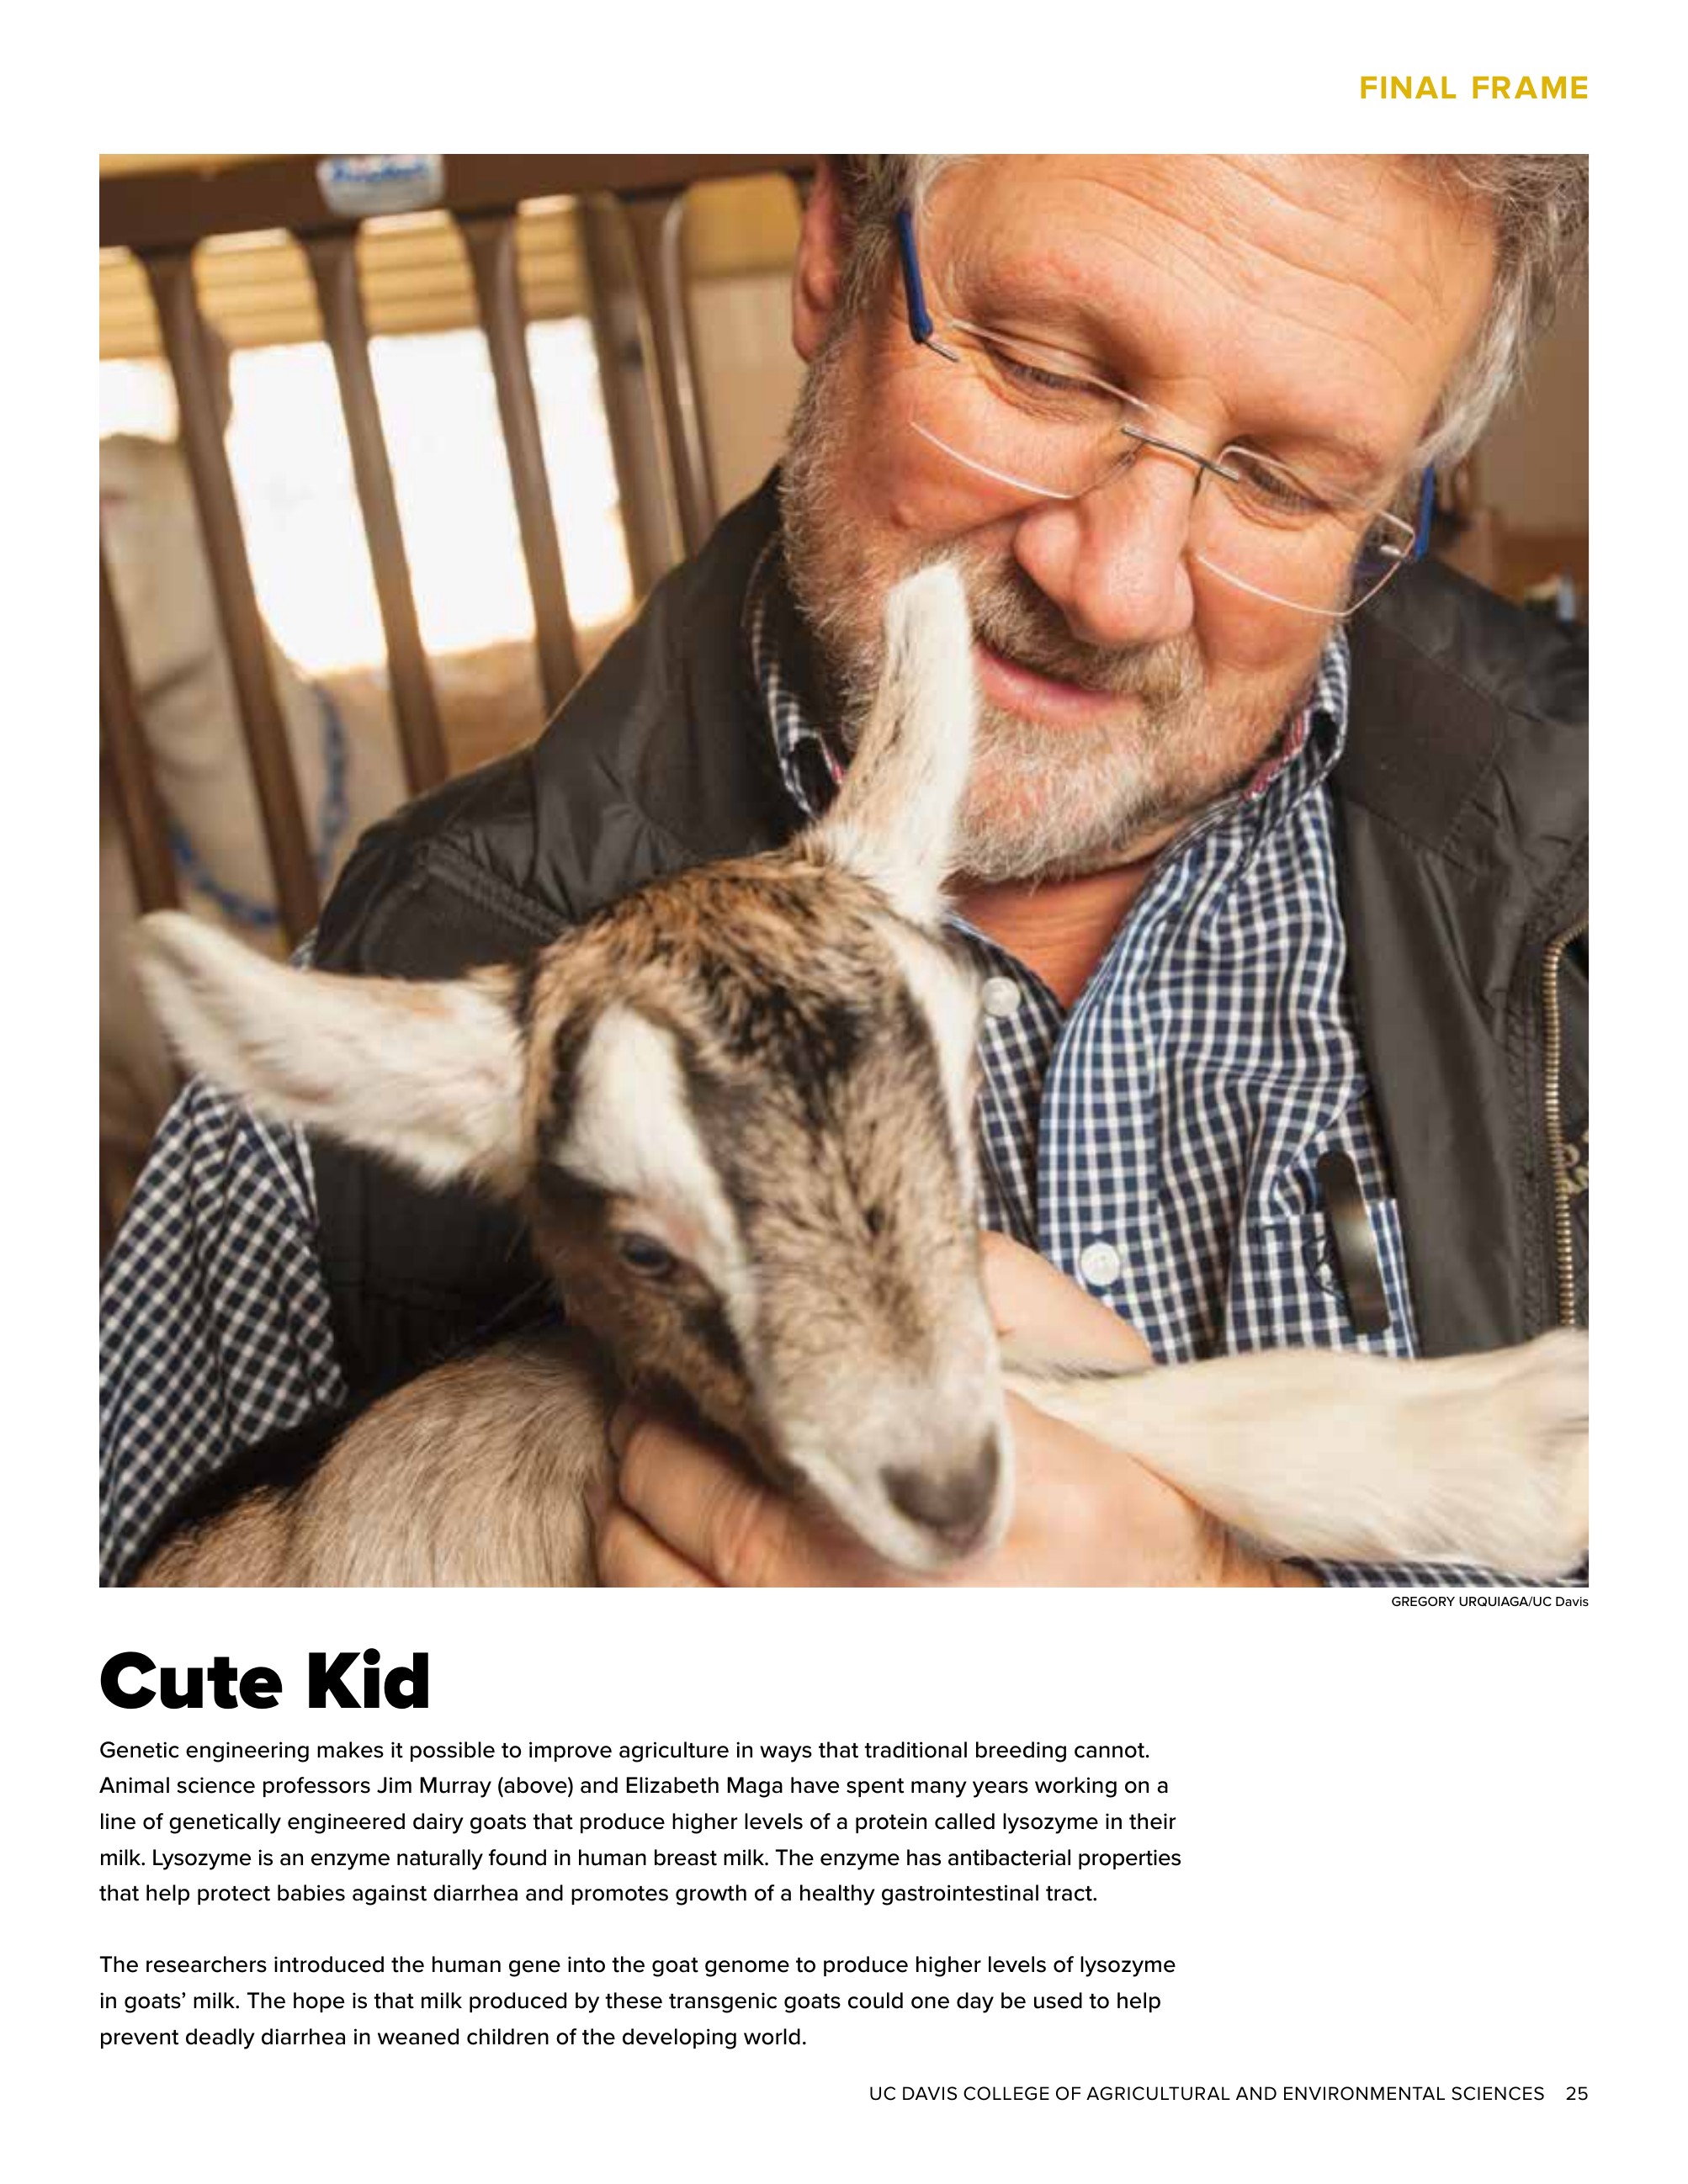 FINAL FRAME
GREGORY URQUIAGA/UC Davis
Cute Kid
Genetic engineering makes it possible to improve agriculture in ways that traditional breeding cannot.
Animal science professors Jim Murray (above) and Elizabeth Maga have spent many years working on a
line of genetically engineered dairy goats that produce higher levels of a protein called lysozyme in their
milk. Lysozyme is an enzyme naturally found in human breast milk. The enzyme has antibacterial properties
that help protect babies against diarrhea and promotes growth of a healthy gastrointestinal tract.
The researchers introduced the human gene into the goat genome to produce higher levels of lysozyme
in goats’ milk. The hope is that milk produced by these transgenic goats could one day be used to help
prevent deadly diarrhea in weaned children of the developing world.
UC DAVIS COLLEGE OF AGRICULTURAL AND ENVIRONMENTAL SCIENCES 25